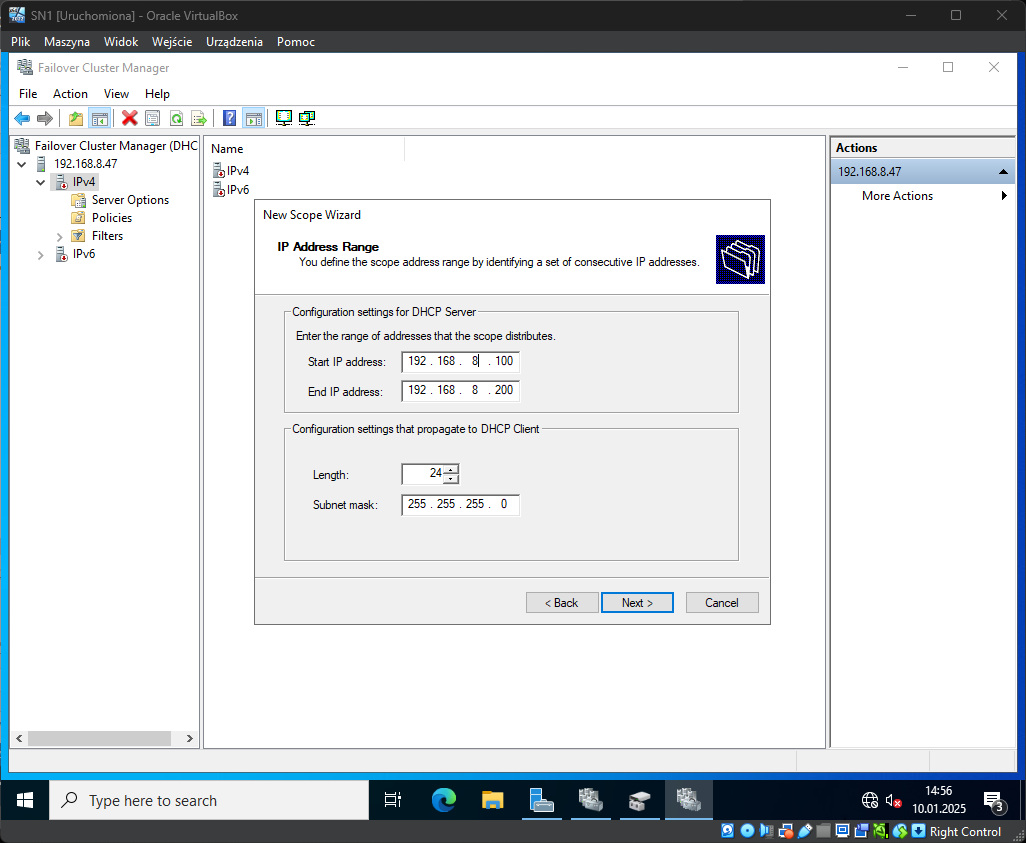 SN1 [Uruchomiona] - Oracle VirtualBox
Plik Maszyna Widok Wejście Urządzenia Pomoc
Failover Cluster Manager
File Action View Help
Failover Cluster Manager (DHC
192.168.8.47
IPv4
Server Options
Policies
Filters
IPv6
Name
IPv4
IPv6
Actions
192.168.8.47
More Actions
New Scope Wizard
IP Address Range
You define the scope address range by identifying a set of consecutive IP addresses.
Configuration settings for DHCP Server
Enter the range of addresses that the scope distributes.
Start IP address: 192 . 168 . 8 . 100
End IP address: 192 . 168 . 8 . 200
Configuration settings that propagate to DHCP Client
Length: 24
Subnet mask: 255 . 255 . 255 . 0
< Back Next > Cancel
Type here to search
14:56
10.01.2025
3
Right Control